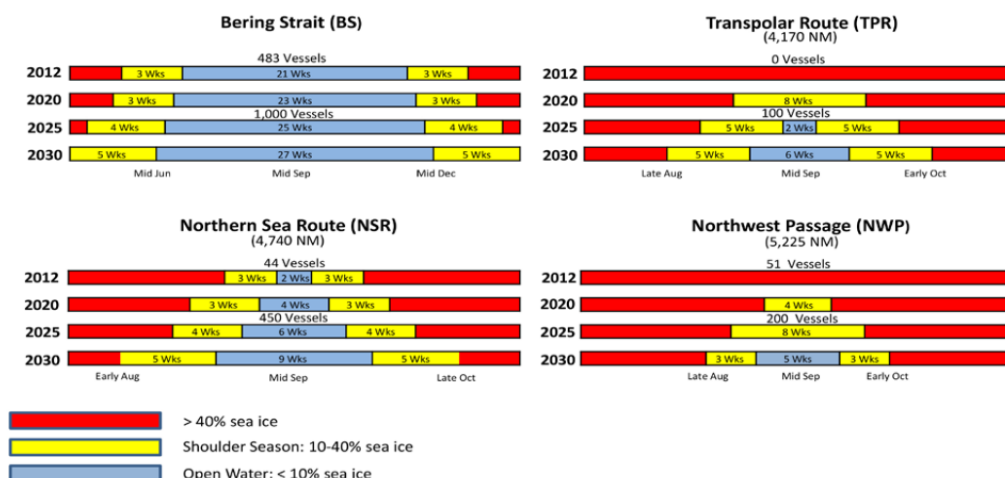 Bering Strait (BS)
483 Vessels
2012 3 Wks 21 Wks 3 Wks
2020 3 Wks 23 Wks 3 Wks
1,000 Vessels
2025 4 Wks 25 Wks 4 Wks
2030 5 Wks 27 Wks 5 Wks
Mid Jun Mid Sep Mid Dec
Transpolar Route (TPR)
(4,170 NM)
0 Vessels
2012
2020 8 Wks
100 Vessels
2025 5 Wks 2 Wks 5 Wks
2030 5 Wks 6 Wks 5 Wks
Late Aug Mid Sep Early Oct
Northern Sea Route (NSR)
(4,740 NM)
44 Vessels
2012 3 Wks 2 Wks 3 Wks
2020 3 Wks 4 Wks 3 Wks
450 Vessels
2025 4 Wks 6 Wks 4 Wks
2030 5 Wks 9 Wks 5 Wks
Early Aug Mid Sep Late Oct
Northwest Passage (NWP)
(5,225 NM)
51 Vessels
2012
2020 4 Wks
200 Vessels
2025 8 Wks
2030 3 Wks 5 Wks 3 Wks
Late Aug Mid Sep Early Oct
> 40% sea ice
Shoulder Season: 10-40% sea ice
Open Water: < 10% sea ice